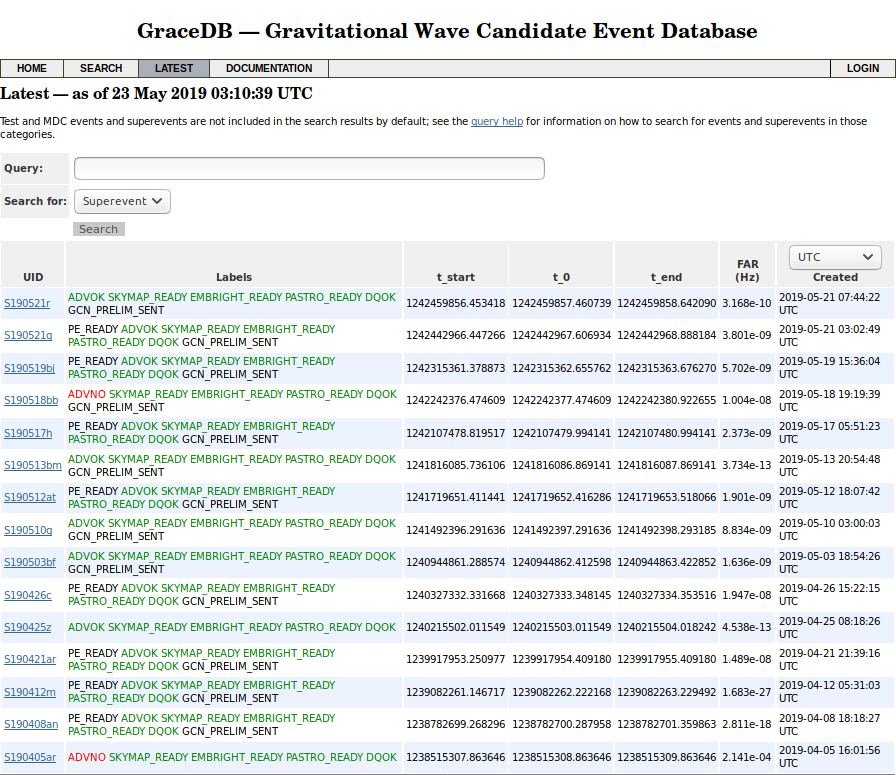 GraceDB — Gravitational Wave Candidate Event Database
HOME SEARCH LATEST DOCUMENTATION LOGIN
Latest — as of 23 May 2019 03:10:39 UTC
Test and MDC events and superevents are not included in the search results by default; see the query help for information on how to search for events and superevents in those
categories.
Query:
Search for: Superevent
Search
UTC
UID Labels t_start t_0 t_end FAR (Hz) Created
S190521r ADVOK SKYMAP_READY EMBRIGHT_READY PASTRO_READY DQOK 1242459856.453418 1242459857.460739 1242459858.642090 3.168e-10 2019-05-21 07:44:22
GCN_PRELIM_SENT UTC
S190521g PE_READY ADVOK SKYMAP_READY EMBRIGHT_READY 1242442966.447266 1242442967.606934 1242442968.888184 3.801e-09 2019-05-21 03:02:49
PASTRO_READY DQOK GCN_PRELIM_SENT UTC
S190519bj PE_READY ADVOK SKYMAP_READY EMBRIGHT_READY 1242315361.378873 1242315362.655762 1242315363.676270 5.702e-09 2019-05-19 15:36:04
PASTRO_READY DQOK GCN_PRELIM_SENT UTC
S190518bb ADVNO SKYMAP_READY EMBRIGHT_READY PASTRO_READY DQOK 1242242376.474609 1242242377.474609 1242242380.922655 1.004e-08 2019-05-18 19:19:39
GCN_PRELIM_SENT UTC
S190517h PE_READY ADVOK SKYMAP_READY EMBRIGHT_READY 1242107478.819517 1242107479.994141 1242107480.994141 2.373e-09 2019-05-17 05:51:23
PASTRO_READY DQOK GCN_PRELIM_SENT UTC
S190513bm ADVOK SKYMAP_READY EMBRIGHT_READY PASTRO_READY DQOK 1241816085.736106 1241816086.869141 1241816087.869141 3.734e-13 2019-05-13 20:54:48
GCN_PRELIM_SENT UTC
S190512at PE_READY ADVOK SKYMAP_READY EMBRIGHT_READY 1241719651.411441 1241719652.416286 1241719653.518066 1.901e-09 2019-05-12 18:07:42
PASTRO_READY DQOK GCN_PRELIM_SENT UTC
S190510g ADVOK SKYMAP_READY EMBRIGHT_READY PASTRO_READY DQOK 1241492396.291636 1241492397.291636 1241492398.293185 8.834e-09 2019-05-10 03:00:03
GCN_PRELIM_SENT UTC
S190503bf ADVOK SKYMAP_READY EMBRIGHT_READY PASTRO_READY DQOK 1240944861.288574 1240944862.412598 1240944863.422852 1.636e-09 2019-05-03 18:54:26
GCN_PRELIM_SENT UTC
S190426c PE_READY ADVOK SKYMAP_READY EMBRIGHT_READY 1240327332.331668 1240327333.348145 1240327334.353516 1.947e-08 2019-04-26 15:22:15
PASTRO_READY DQOK GCN_PRELIM_SENT UTC
S190425z ADVOK SKYMAP_READY EMBRIGHT_READY PASTRO_READY DQOK 1240215502.011549 1240215503.011549 1240215504.018242 4.538e-13 2019-04-25 08:18:26
UTC
S190421ar PE_READY ADVOK SKYMAP_READY EMBRIGHT_READY 1239917953.250977 1239917954.409180 1239917955.409180 1.489e-08 2019-04-21 21:39:16
PASTRO_READY DQOK GCN_PRELIM_SENT UTC
S190412m PE_READY ADVOK SKYMAP_READY EMBRIGHT_READY 1239082261.146717 1239082262.222168 1239082263.229492 1.683e-27 2019-04-12 05:31:03
PASTRO_READY DQOK GCN_PRELIM_SENT UTC
S190408an PE_READY ADVOK SKYMAP_READY EMBRIGHT_READY 1238782699.268296 1238782700.287958 1238782701.359863 2.811e-18 2019-04-08 18:18:27
PASTRO_READY DQOK GCN_PRELIM_SENT UTC
S190405ar ADVNO SKYMAP_READY EMBRIGHT_READY PASTRO_READY DQOK 1238515307.863646 1238515308.863646 1238515309.863646 2.141e-04 2019-04-05 16:01:56
UTC